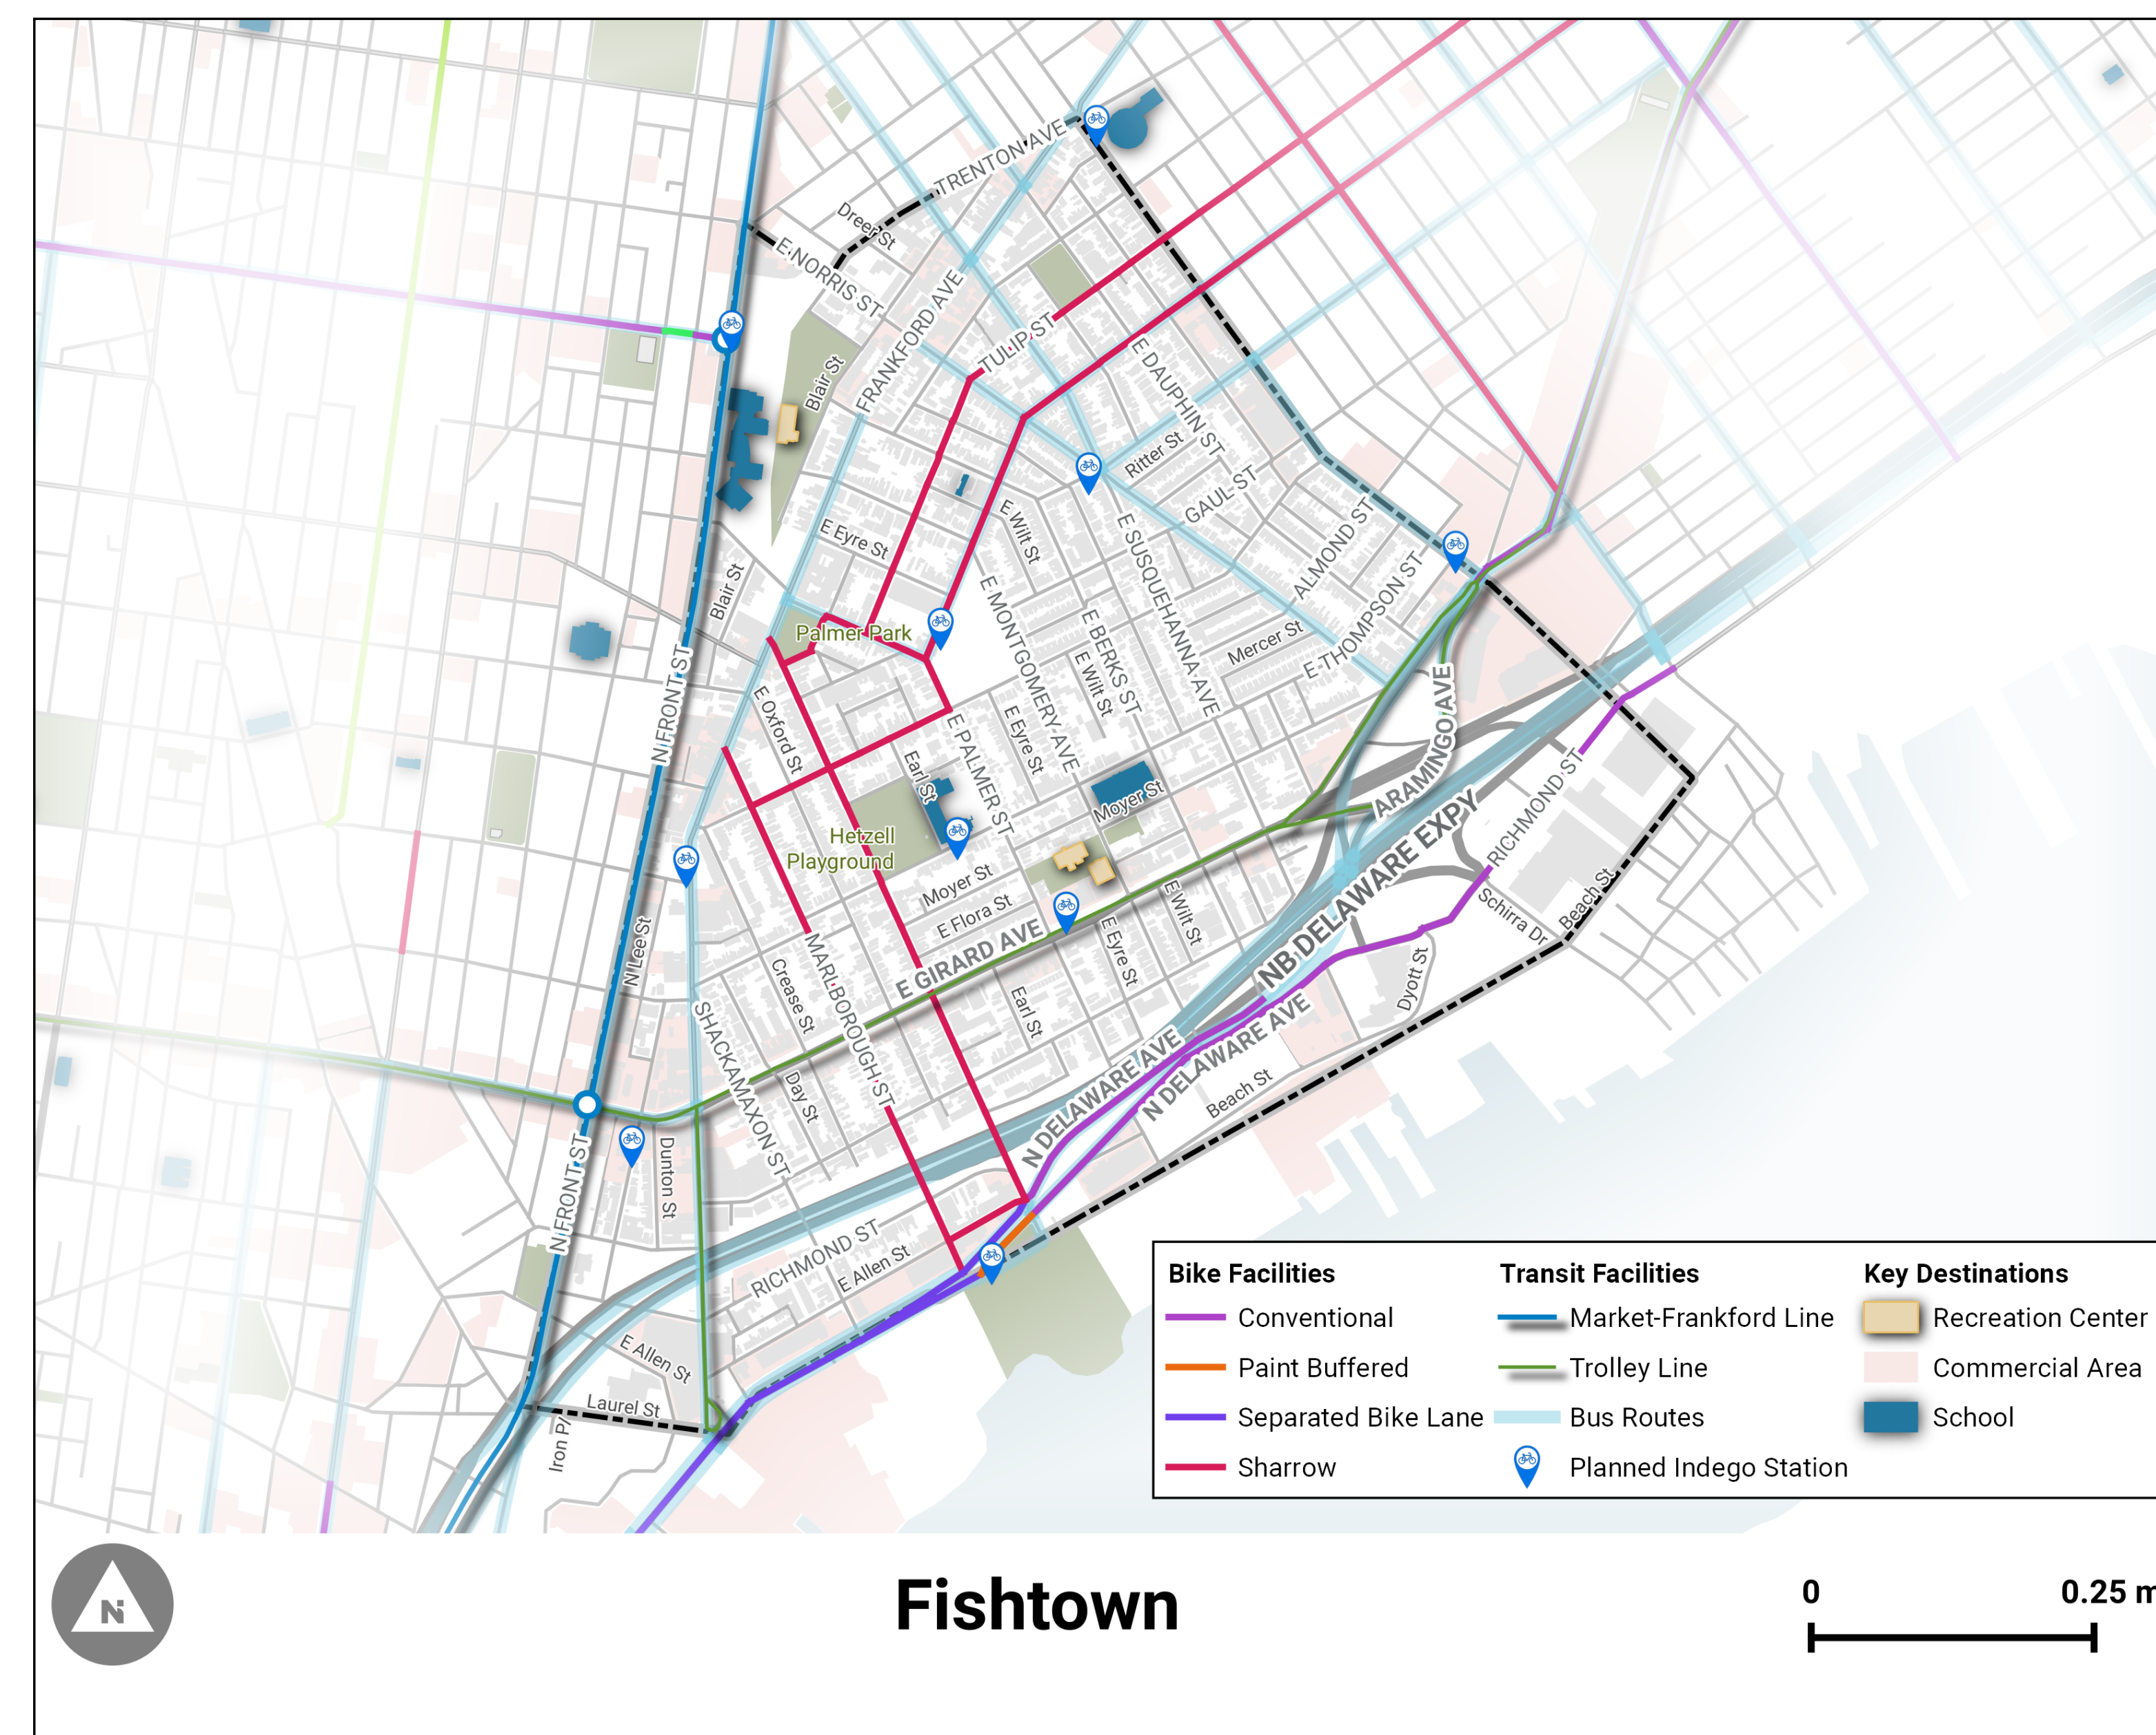 TRENTON AVE
Dreer St
E NORRIS ST
FRANKFORD AVE
Blair St
TULIP ST
E DAUPHIN ST
Ritter St
GAUL ST
E Wilt St
E Eyre St
ALMOND ST
E SUSQUEHANNA AVE
E THOMPSON ST
Blair St
Palmer Park
E MONTGOMERY AVE
E BERKS ST
Mercer St
E Wilt St
N FRONT ST
E Oxford St
E PALMER ST
E Eyre St
Earl St
ARAMINGO AVE
Moyer St
ARAMINGO AVE
RICHMOND ST
Hetzell
Playground
NB DELAWARE EXPY
Moyer St
E Flora St
E Wilt St
Schirra Dr
Beach St
N Lee St
MARLBOROUGH ST
E GIRARD AVE
E Eyre St
Crease St
Earl St
Dyott St
SHACKAMAXON ST
Day St
N DELAWARE AVE
N DELAWARE AVE
Beach St
Dunton St
N FRONT ST
RICHMOND ST
E Allen St
E Allen St
Laurel St
Iron Pl
Bike Facilities
Conventional
Paint Buffered
Separated Bike Lane
Sharrow
Transit Facilities
Market-Frankford Line
Trolley Line
Bus Routes
Planned Indego Station
Key Destinations
Recreation Center
Commercial Area
School
N
Fishtown
0
0.25 m